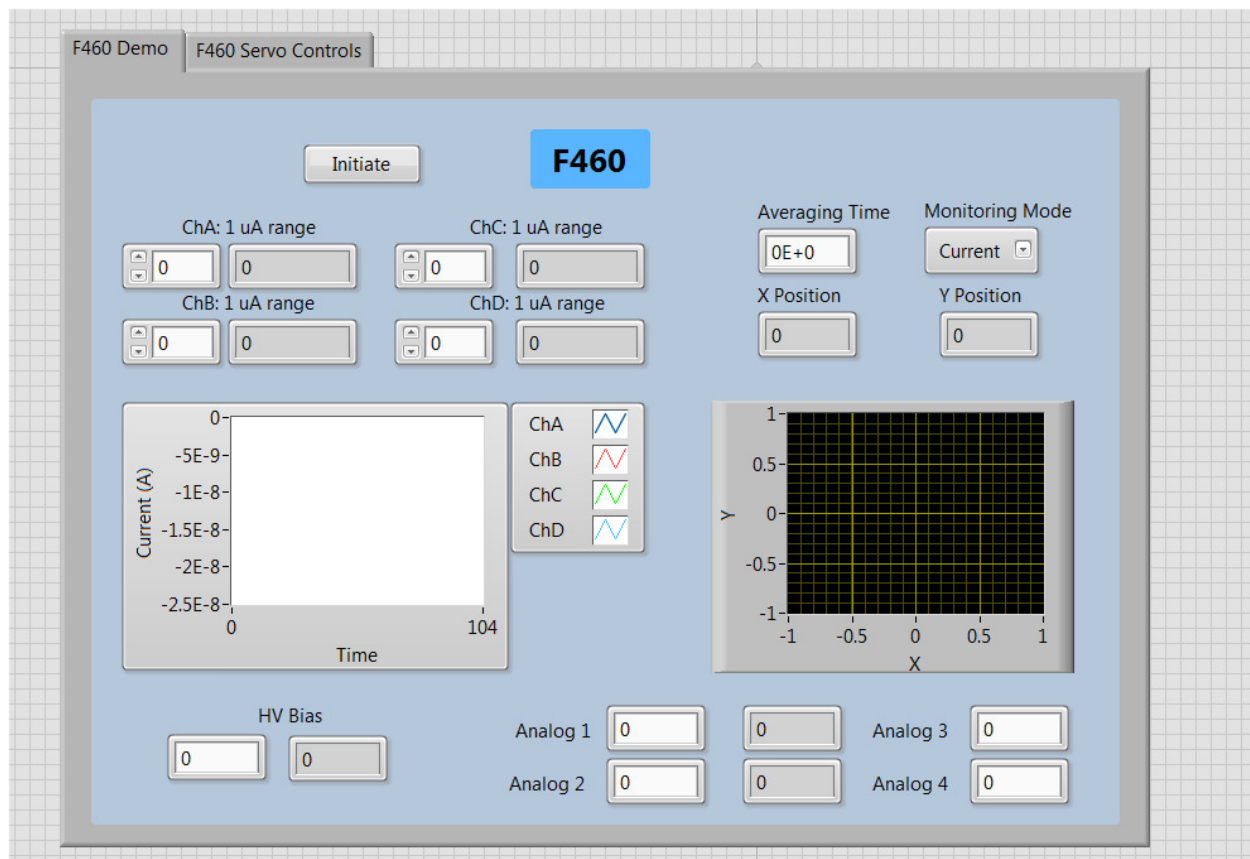 F460 Demo
F460 Servo Controls
Initiate
F460
Averaging Time
Monitoring Mode
0E+0
Current
ChA: 1 uA range
ChC: 1 uA range
0
0
0
0
X Position
Y Position
0
0
ChB: 1 uA range
ChD: 1 uA range
0
0
0
0
Current (A)
0
-5E-9
-1E-8
-1.5E-8
-2E-8
-2.5E-8
0
104
Time
ChA
ChB
ChC
ChD
Y
1
0.5
0
-0.5
-1
-1
-0.5
0
0.5
1
X
HV Bias
0
0
Analog 1
0
0
Analog 3
0
Analog 2
0
0
Analog 4
0